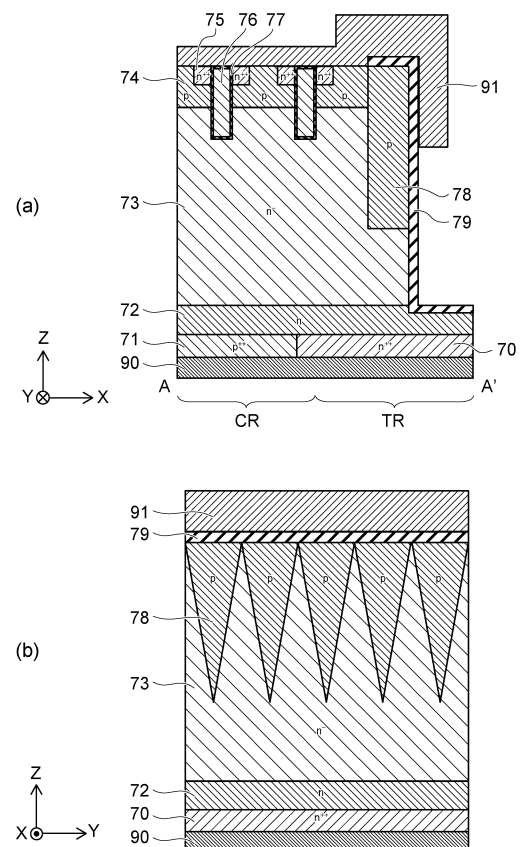 75 76 77
74
n++ n++ n++ n++
p p p
91
(a)
p
78
73
n-
79
72
n
71
p++ n++
70
90
Z
Y X
A A'
CR TR
91
79
p p p p p
78
(b)
73
n-
Z
72
n
70
n++
X Y
90